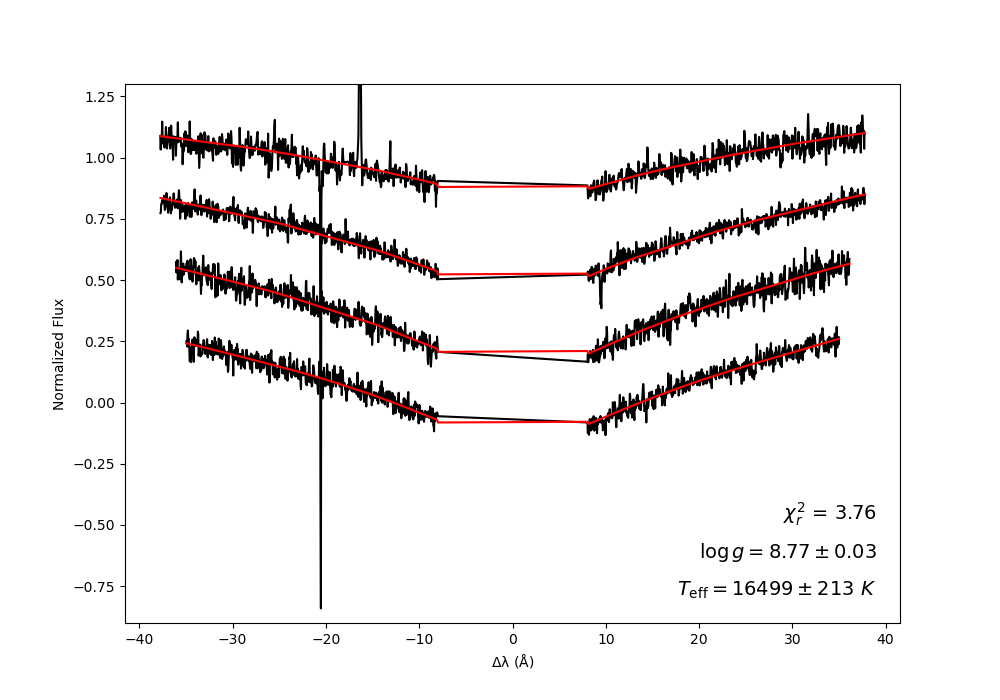 1.25
1.00
0.75
0.50
0.25
0.00
−0.25
−0.50
−0.75
Normalized Flux
χ²ᵣ = 3.76
log g = 8.77 ± 0.03
T_eff = 16499 ± 213 K
−40 −30 −20 −10 0 10 20 30 40
Δλ (Å)